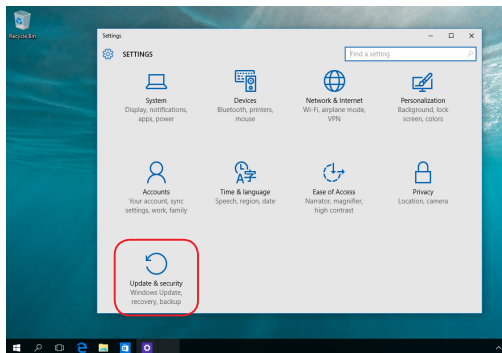 Recycle Bin
Settings
SETTINGS
Find a setting
System
Display, notifications,
apps, power
Devices
Bluetooth, printers,
mouse
Network & Internet
Wi-Fi, airplane mode,
VPN
Personalization
Background, lock
screen, colors
Accounts
Your account, sync
settings, work, family
Time & language
Speech, region, date
Ease of Access
Narrator, magnifier,
high contrast
Privacy
Location, camera
Update & security
Windows Update,
recovery, backup